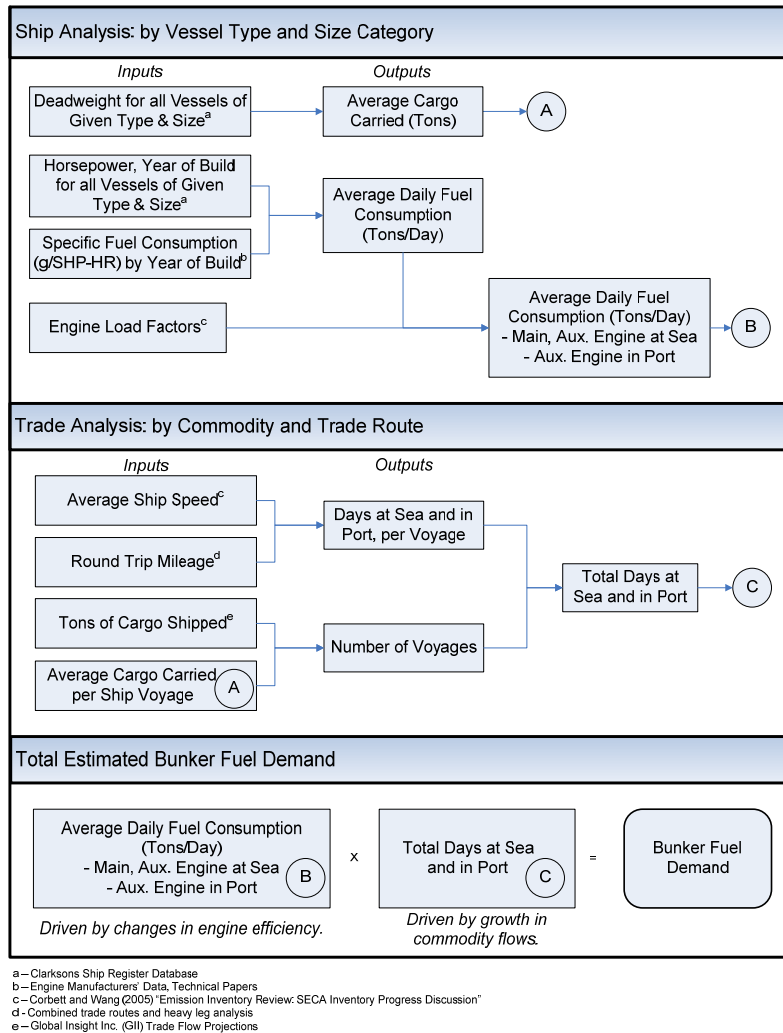 Ship Analysis: by Vessel Type and Size Category
Inputs
Outputs
Deadweight for all Vessels of
Given Type & Size^a
Average Cargo
Carried (Tons)
A
Horsepower, Year of Build
for all Vessels of Given
Type & Size^a
Average Daily Fuel
Consumption
(Tons/Day)
Specific Fuel Consumption
(g/SHP-HR) by Year of Build^b
Engine Load Factors^c
Average Daily Fuel
Consumption (Tons/Day)
- Main, Aux. Engine at Sea
- Aux. Engine in Port
B
Trade Analysis: by Commodity and Trade Route
Inputs
Outputs
Average Ship Speed^c
Days at Sea and in
Port, per Voyage
Round Trip Mileage^d
Total Days at
Sea and in Port
C
Tons of Cargo Shipped^e
Number of Voyages
Average Cargo Carried
per Ship Voyage
A
Total Estimated Bunker Fuel Demand
Average Daily Fuel Consumption
(Tons/Day)
- Main, Aux. Engine at Sea
- Aux. Engine in Port
B
x
Total Days at Sea
and in Port
C
=
Bunker Fuel
Demand
Driven by changes in engine efficiency.
Driven by growth in
commodity flows.
a – Clarksons Ship Register Database
b – Engine Manufacturers' Data, Technical Papers
c – Corbett and Wang (2005) "Emission Inventory Review: SECA Inventory Progress Discussion"
d - Combined trade routes and heavy leg analysis
e – Global Insight Inc. (GII) Trade Flow Projections